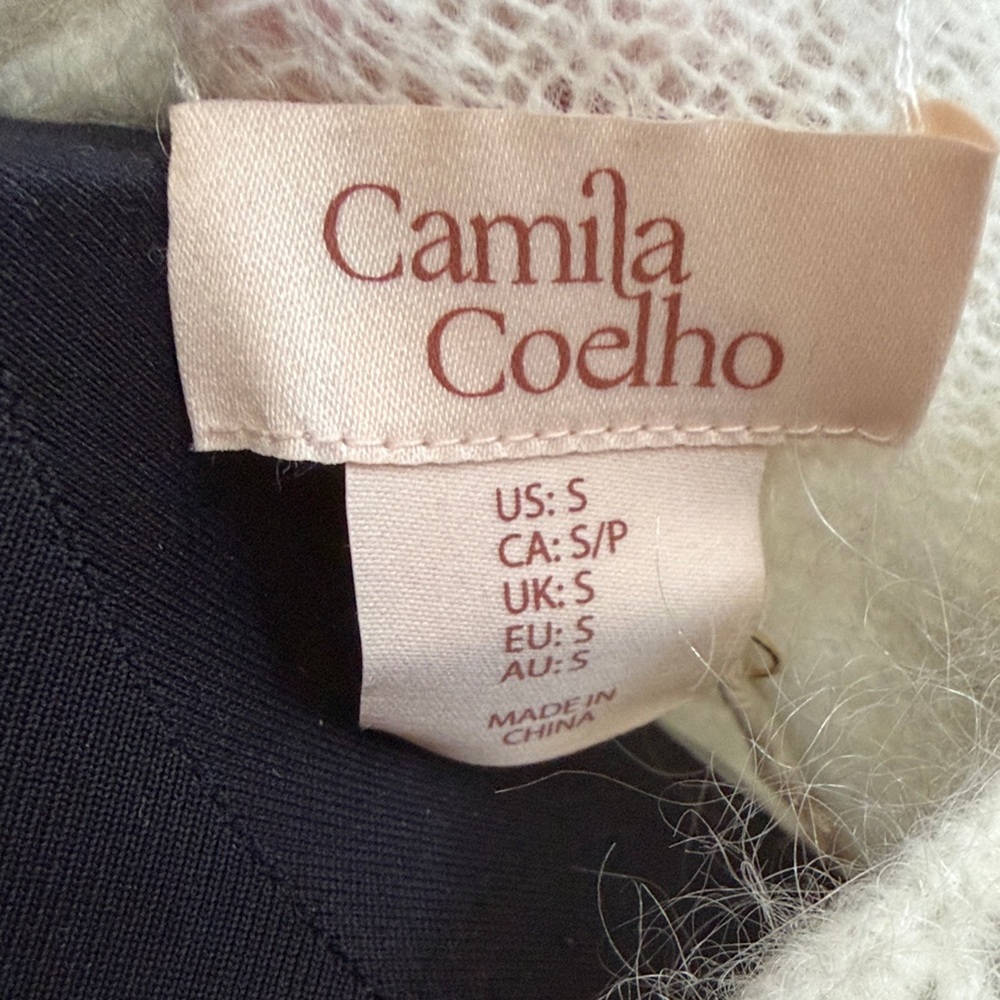 Camila
Coelho
US: S
CA: S/P
UK: S
EU: S
AU: S
MADE IN
CHINA